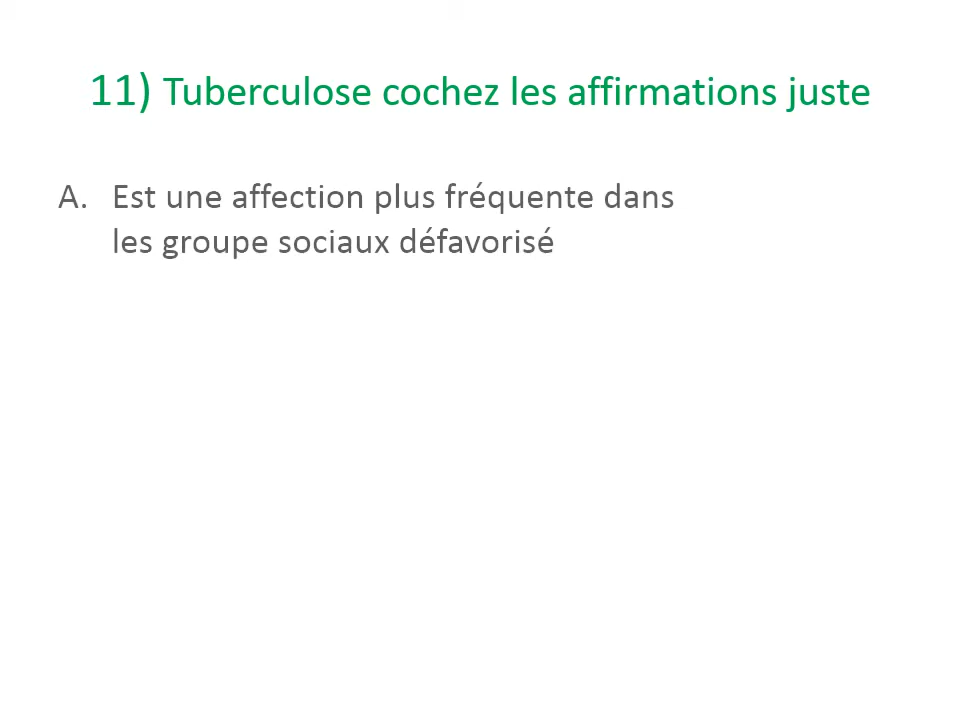 11) Tuberculose cochez les affirmations juste
A. Est une affection plus fréquente dans
les groupe sociaux défavorisé